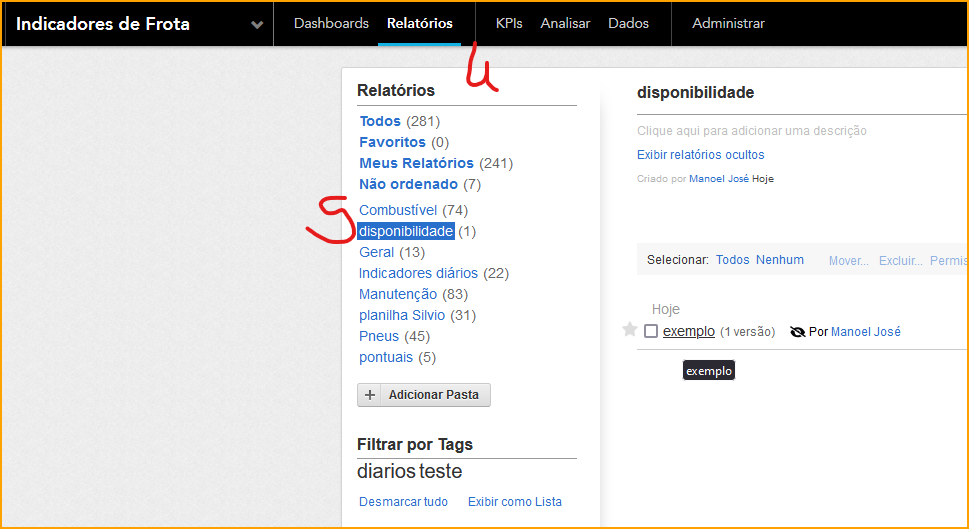 Indicadores de Frota
Dashboards Relatórios KPIs Analisar Dados Administrar
4
Relatórios
Todos (281)
Favoritos (0)
Meus Relatórios (241)
Não ordenado (7)
Combustível (74)
5
disponibilidade (1)
Geral (13)
Indicadores diários (22)
Manutenção (83)
planilha Silvio (31)
Pneus (45)
pontuais (5)
+ Adicionar Pasta
Filtrar por Tags
diarios teste
Desmarcar tudo Exibir como Lista
disponibilidade
Clique aqui para adicionar uma descrição
Exibir relatórios ocultos
Criado por Manoel José Hoje
Selecionar: Todos Nenhum Mover... Excluir... Permis
Hoje
exemplo (1 versão) Por Manoel José
exemplo